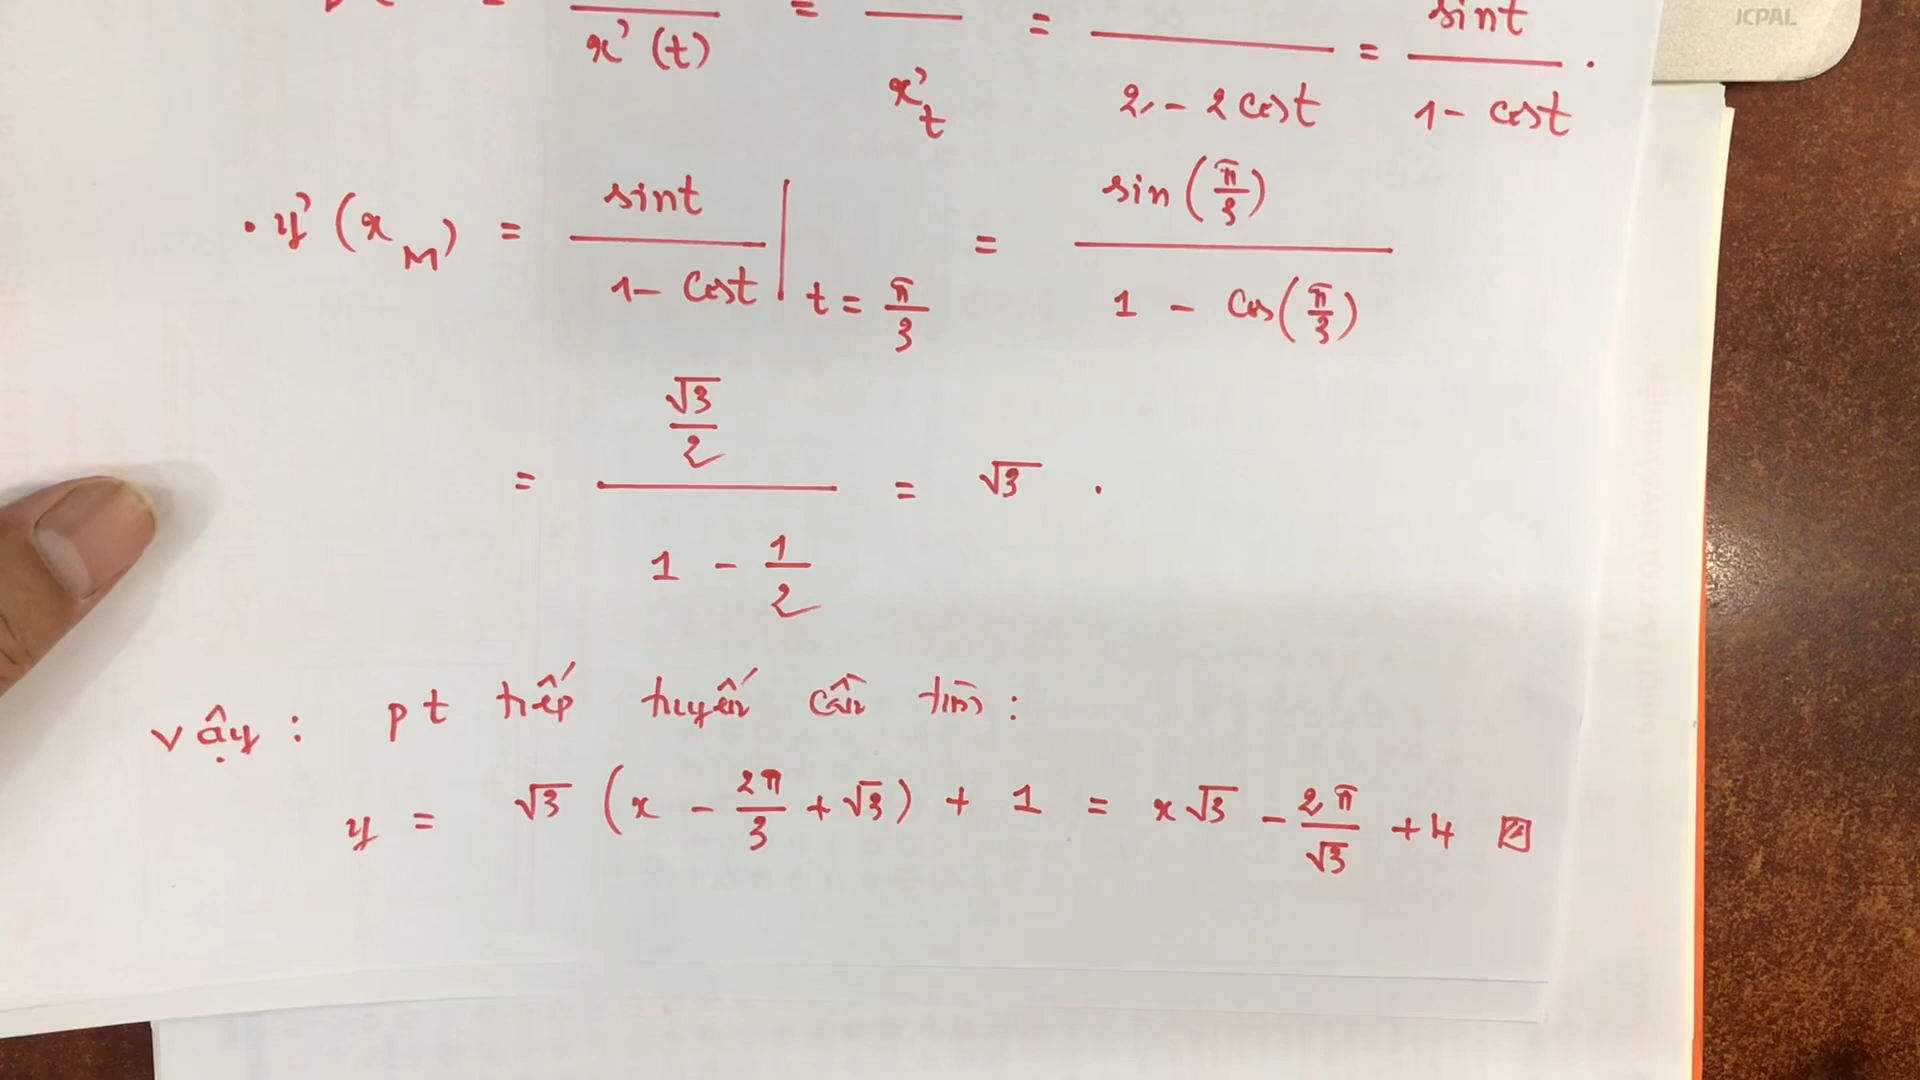 JCPAL
= ——— = ——— = ——— = sint/(1 - cost) .
x'(t) x'_t 2 - 2cost
• y'(x_M) = sint/(1 - cost) |_{t = π/3} = sin(π/3)/(1 - cos(π/3))
= (√3/2)/(1 - 1/2) = √3 .
Vậy : pt tiếp tuyến cần tìm :
y = √3 (x - 2π/3 + √3) + 1 = x√3 - 2π/√3 + 4